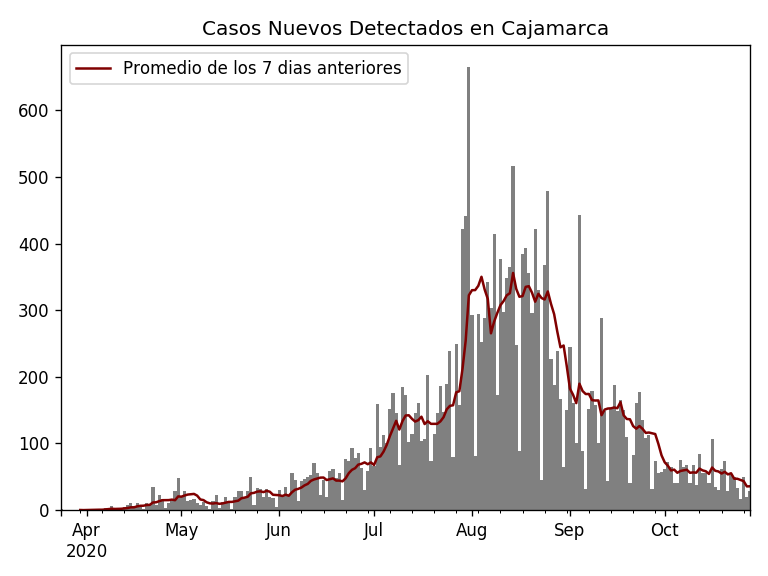 Casos Nuevos Detectados en Cajamarca
Promedio de los 7 dias anteriores
600
500
400
300
200
100
0
Apr May Jun Jul Aug Sep Oct
2020